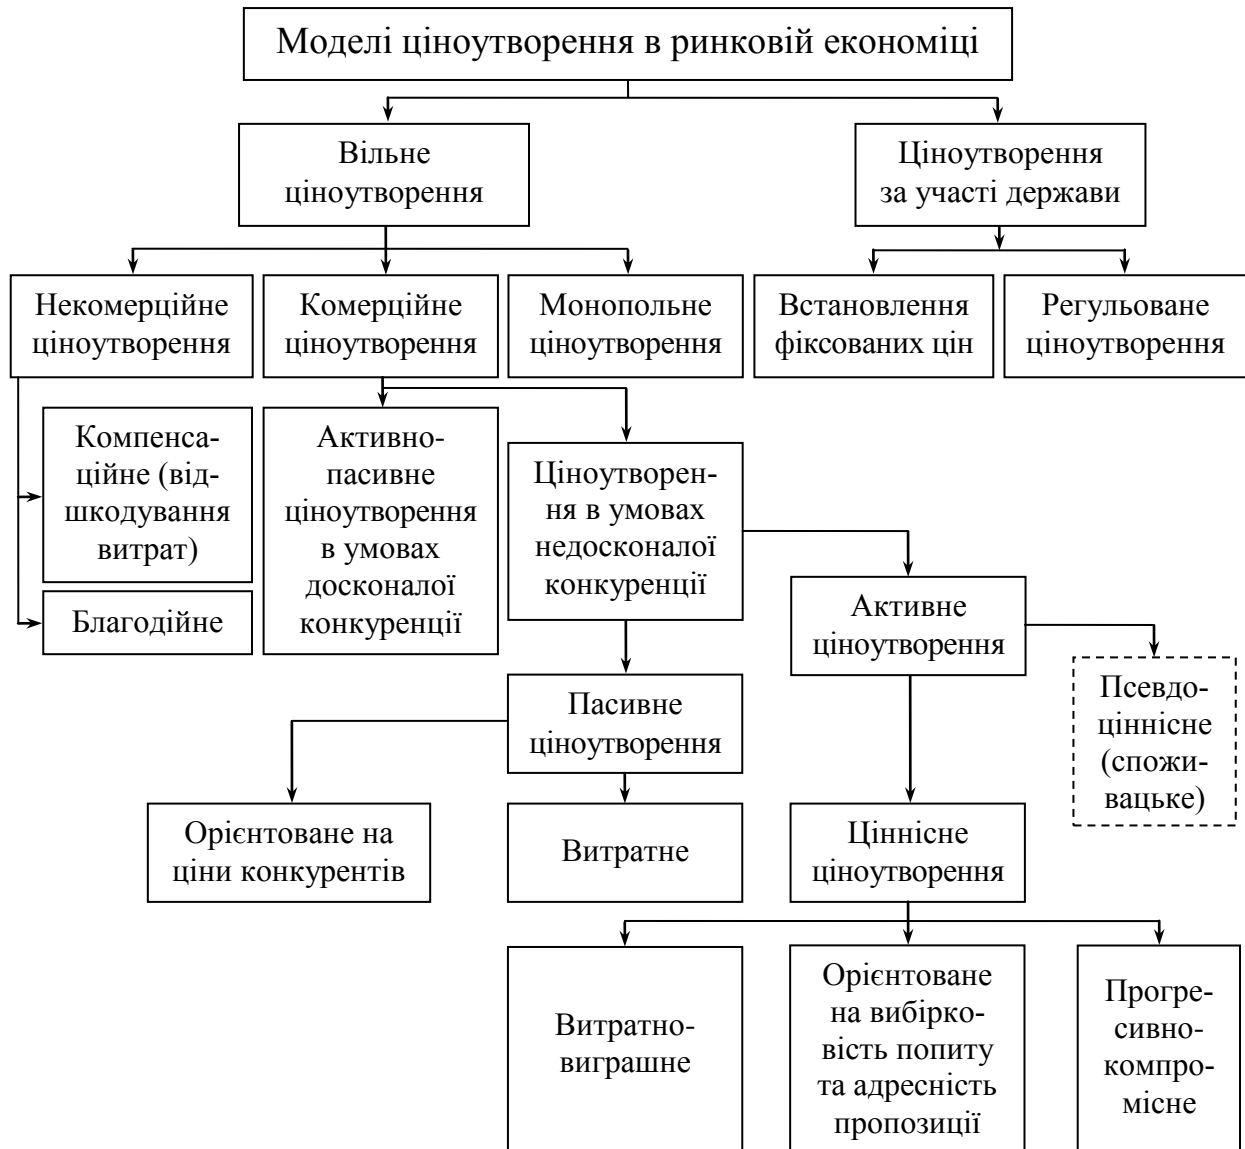 Моделі ціноутворення в ринковій економіці
Вільне
ціноутворення
Ціноутворення
за участі держави
Некомерційне
ціноутворення
Комерційне
ціноутворення
Монопольне
ціноутворення
Встановлення
фіксованих цін
Регульоване
ціноутворення
Компенса-
ційне (від-
шкодування
витрат)
Благодійне
Активно-
пасивне
ціноутворення
в умовах
досконалої
конкуренції
Ціноутворен-
ня в умовах
недосконалої
конкуренції
Активне
ціноутворення
Псевдо-
ціннісне
(спожи-
вацьке)
Пасивне
ціноутворення
Орієнтоване на
ціни конкурентів
Витратне
Ціннісне
ціноутворення
Витратно-
виграшне
Орієнтоване
на вибірко-
вість попиту
та адресність
пропозиції
Прогре-
сивно-
компро-
місне